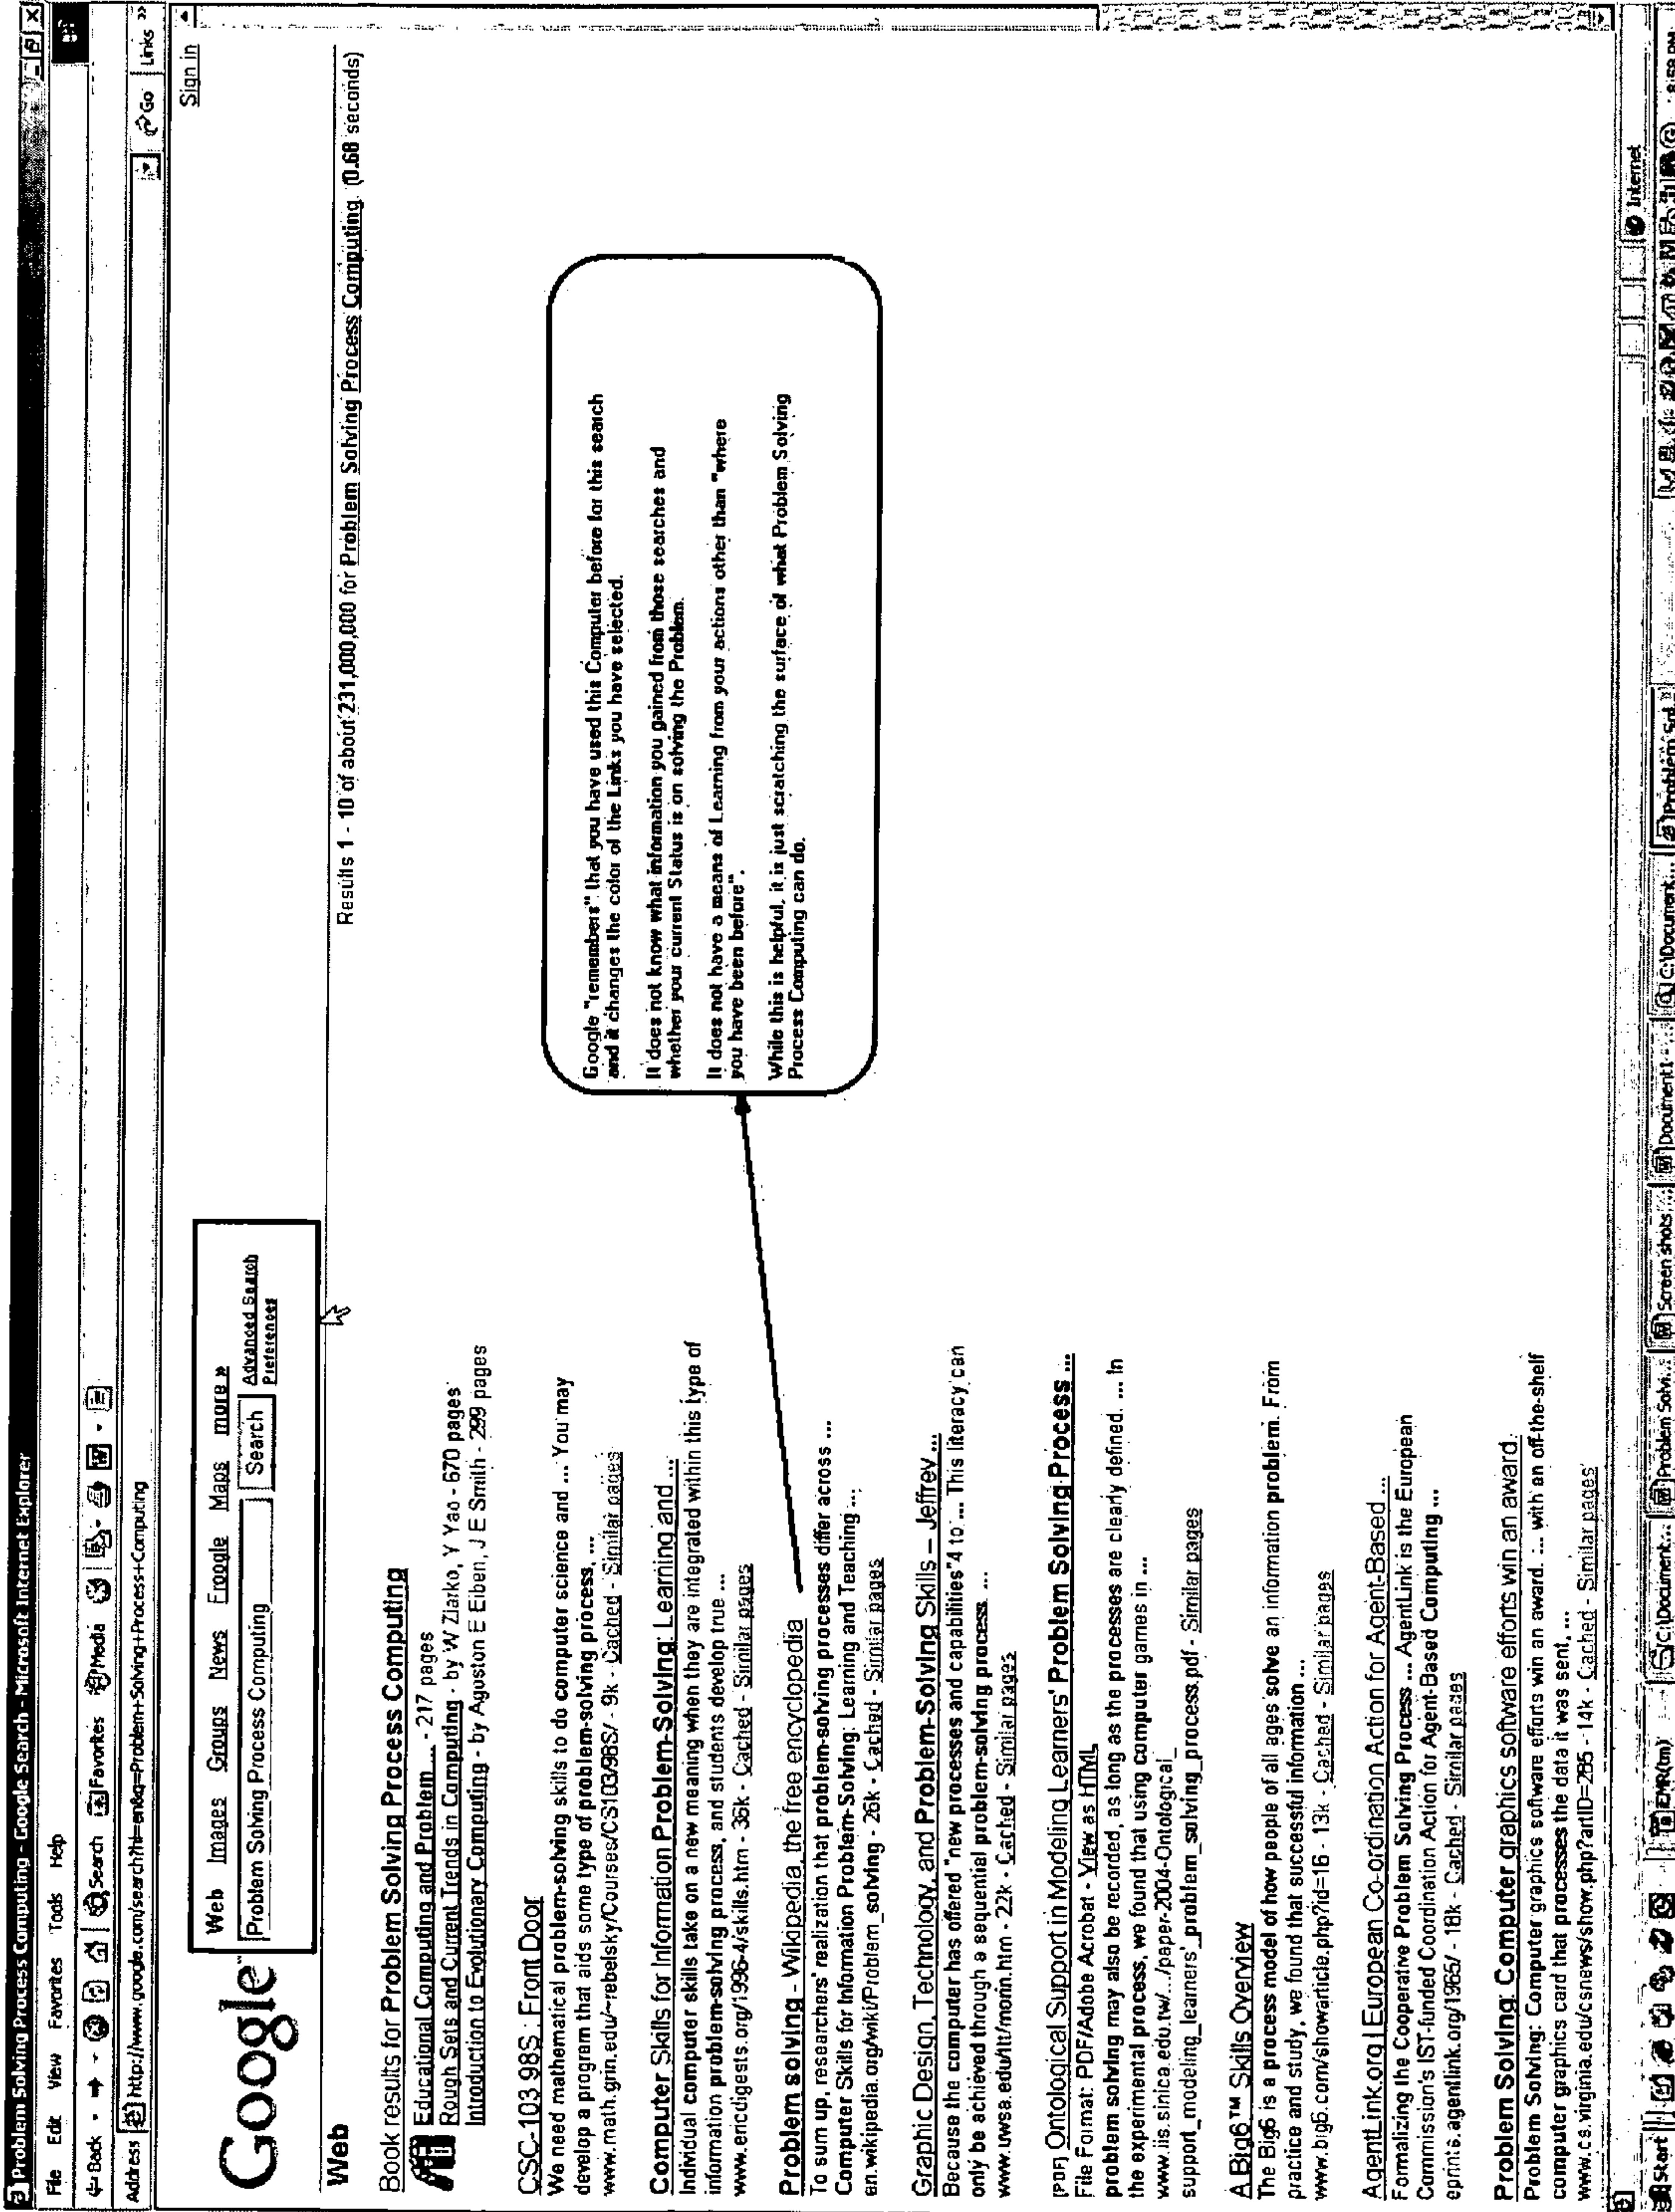 Problem Solving Process Computing - Google Search - Microsoft Internet Explorer
File Edit View Favorites Tools Help
Back Search Favorites Media
Address http://www.google.com/search?hl=en&q=Problem+Solving+Process+Computing Go Links »
Sign in
Google™
Web Images Groups News Froogle Maps more »
Problem Solving Process Computing Search Advanced Search
Preferences
Web
Results 1 - 10 of about 231,000,000 for Problem Solving Process Computing. (0.68 seconds)
Book results for Problem Solving Process Computing
Educational Computing and Problem ... - 217 pages
Rough Sets and Current Trends in Computing - by W Ziarko, Y Yao - 670 pages
Introduction to Evolutionary Computing - by Agoston E Eiben, J E Smith - 299 pages
CSC-103 98S : Front Door
We need mathematical problem-solving skills to do computer science and ... You may
develop a program that aids some type of problem-solving process, ...
www.math.grin.edu/~rebelsky/Courses/CS103/98S/ - 9k - Cached - Similar pages
Computer Skills for Information Problem-Solving: Learning and ...
Individual computer skills take on a new meaning when they are integrated within this type of
information problem-solving process, and students develop true ...
www.ericdigests.org/1996-4/skills.htm - 36k - Cached - Similar pages
Problem solving - Wikipedia, the free encyclopedia
To sum up, researchers' realization that problem-solving processes differ across ...
Computer Skills for Information Problem-Solving: Learning and Teaching ...
en.wikipedia.org/wiki/Problem_solving - 26k - Cached - Similar pages
Google "remembers" that you have used this Computer before for this search
and it changes the color of the Links you have selected.
It does not know what information you gained from those searches and
whether your current Status is on solving the Problem.
It does not have a means of Learning from your actions other than "where
you have been before".
While this is helpful, it is just scratching the surface of what Problem Solving
Process Computing can do.
Graphic Design, Technology, and Problem-Solving Skills – Jeffrey ...
Because the computer has offered "new processes and capabilities"4 to ... This literacy can
only be achieved through a sequential problem-solving process ...
www.uwsa.edu/ttt/morin.htm - 22k - Cached - Similar pages
[PDF] Ontological Support in Modeling Learners' Problem Solving Process ...
File Format: PDF/Adobe Acrobat - View as HTML
problem solving may also be recorded, as long as the processes are clearly defined. ... In
the experimental process, we found that using computer games in ...
www.iis.sinica.edu.tw/.../paper-2004-Ontological_
support_modeling_learners'_problem_solving_process.pdf - Similar pages
A Big6™ Skills Overview
The Big6 is a process model of how people of all ages solve an information problem. From
practice and study, we found that successful information ...
www.big6.com/showarticle.php?id=16 - 13k - Cached - Similar pages
AgentLink.org European Co-ordination Action for Agent-Based ...
Formalizing the Cooperative Problem Solving Process ... AgentLink is the European
Commission's IST-funded Coordination Action for Agent-Based Computing ...
eprints.agentlink.org/1985/ - 18k - Cached - Similar pages
Problem Solving: Computer graphics software efforts win an award.
Problem Solving: Computer graphics software efforts win an award. ... with an off-the-shelf
computer graphics card that processes the data it was sent, ...
www.cs.virginia.edu/csnews/show.php?artID=285 - 14k - Cached - Similar pages
Internet
Start EMR(cm) C:\Document... Problem Solvi... Screen shots Document1 C:\Document... Problem Sol...